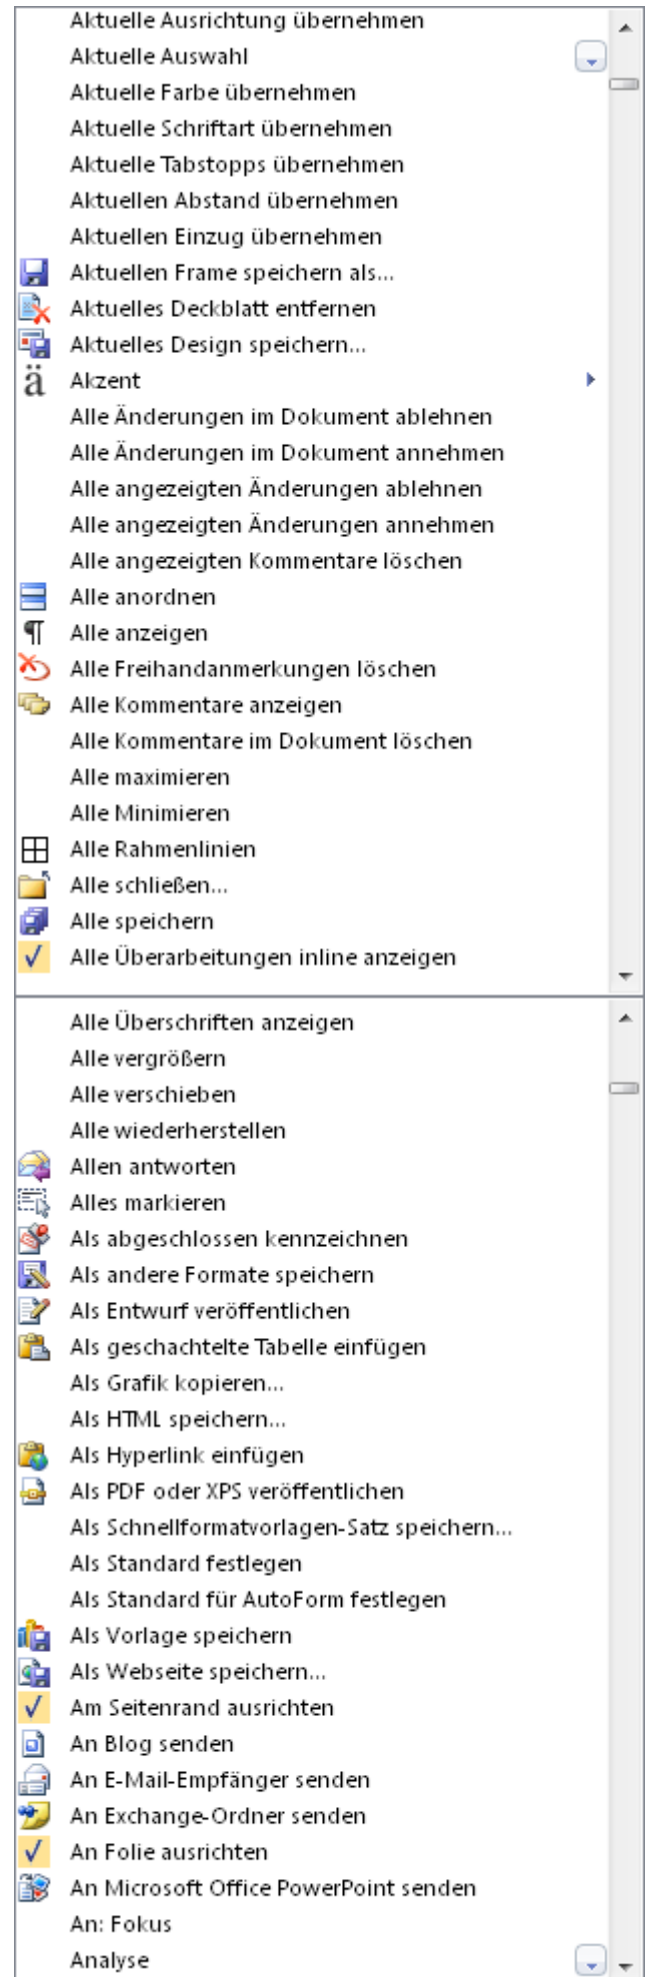 Aktuelle Ausrichtung übernehmen
Aktuelle Auswahl
Aktuelle Farbe übernehmen
Aktuelle Schriftart übernehmen
Aktuelle Tabstopps übernehmen
Aktuellen Abstand übernehmen
Aktuellen Einzug übernehmen
Aktuellen Frame speichern als...
Aktuelles Deckblatt entfernen
Aktuelles Design speichern...
ä Akzent
Alle Änderungen im Dokument ablehnen
Alle Änderungen im Dokument annehmen
Alle angezeigten Änderungen ablehnen
Alle angezeigten Änderungen annehmen
Alle angezeigten Kommentare löschen
Alle anordnen
¶ Alle anzeigen
Alle Freihandanmerkungen löschen
Alle Kommentare anzeigen
Alle Kommentare im Dokument löschen
Alle maximieren
Alle Minimieren
Alle Rahmenlinien
Alle schließen...
Alle speichern
Alle Überarbeitungen inline anzeigen
Alle Überschriften anzeigen
Alle vergrößern
Alle verschieben
Alle wiederherstellen
Allen antworten
Alles markieren
Als abgeschlossen kennzeichnen
Als andere Formate speichern
Als Entwurf veröffentlichen
Als geschachtelte Tabelle einfügen
Als Grafik kopieren...
Als HTML speichern...
Als Hyperlink einfügen
Als PDF oder XPS veröffentlichen
Als Schnellformatvorlagen-Satz speichern...
Als Standard festlegen
Als Standard für AutoForm festlegen
Als Vorlage speichern
Als Webseite speichern...
Am Seitenrand ausrichten
An Blog senden
An E-Mail-Empfänger senden
An Exchange-Ordner senden
An Folie ausrichten
An Microsoft Office PowerPoint senden
An: Fokus
Analyse